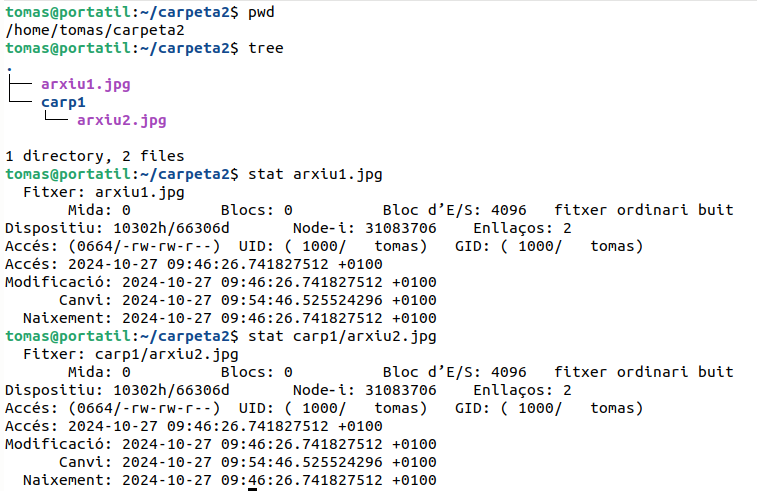 tomas@portatil:~/carpeta2$ pwd
/home/tomas/carpeta2
tomas@portatil:~/carpeta2$ tree
.
├── arxiu1.jpg
└── carp1
    └── arxiu2.jpg

1 directory, 2 files
tomas@portatil:~/carpeta2$ stat arxiu1.jpg
  Fitxer: arxiu1.jpg
       Mida: 0          Blocs: 0          Bloc d’E/S: 4096   fitxer ordinari buit
Dispositiu: 10302h/66306d       Node-i: 31083706    Enllaços: 2
Accés: (0664/-rw-rw-r--)  UID: ( 1000/   tomas)   GID: ( 1000/   tomas)
Accés: 2024-10-27 09:46:26.741827512 +0100
Modificació: 2024-10-27 09:46:26.741827512 +0100
      Canvi: 2024-10-27 09:54:46.525524296 +0100
  Naixement: 2024-10-27 09:46:26.741827512 +0100
tomas@portatil:~/carpeta2$ stat carp1/arxiu2.jpg
  Fitxer: carp1/arxiu2.jpg
       Mida: 0          Blocs: 0          Bloc d’E/S: 4096   fitxer ordinari buit
Dispositiu: 10302h/66306d       Node-i: 31083706    Enllaços: 2
Accés: (0664/-rw-rw-r--)  UID: ( 1000/   tomas)   GID: ( 1000/   tomas)
Accés: 2024-10-27 09:46:26.741827512 +0100
Modificació: 2024-10-27 09:46:26.741827512 +0100
      Canvi: 2024-10-27 09:54:46.525524296 +0100
  Naixement: 2024-10-27 09:46:26.741827512 +0100